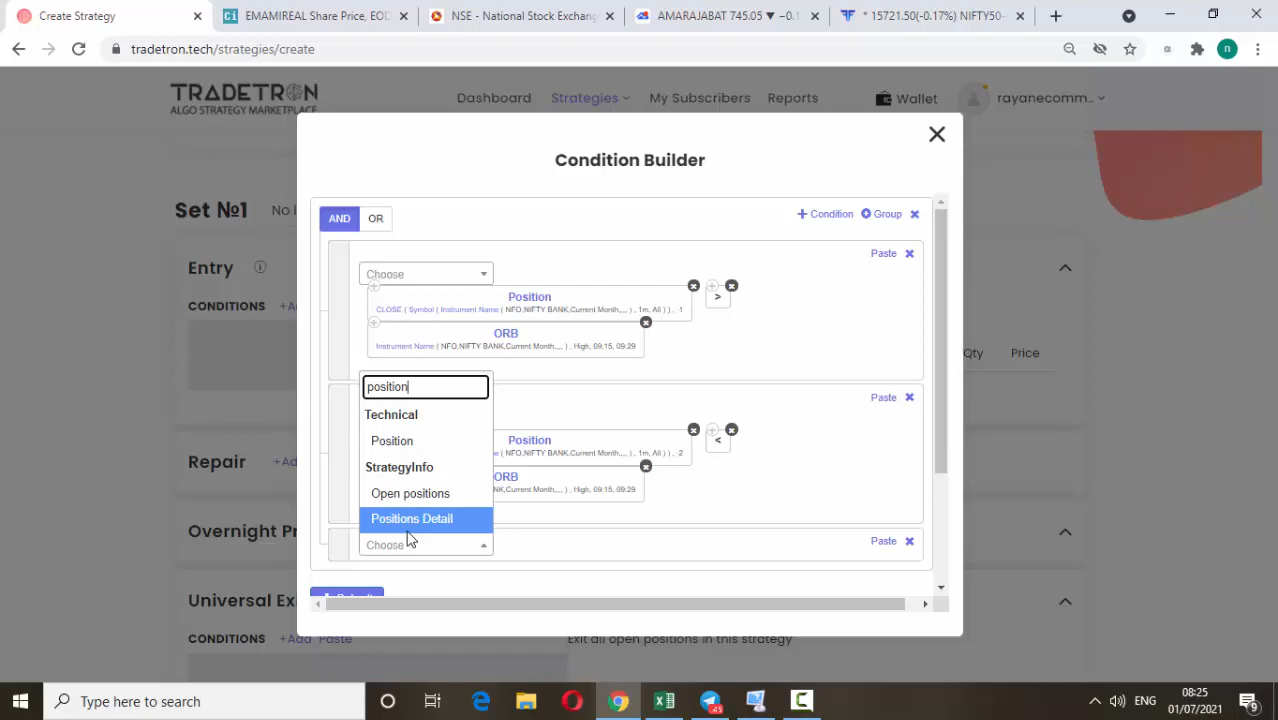 Create Strategy
EMAMIREAL Share Price, EOD
NSE - National Stock Exchang
AMARAJABAT 745.05 ▼ −0.1
* 15721.50(-0.17%) NIFTY50-
tradetron.tech/strategies/create
TRADETRON
ALGO STRATEGY MARKETPLACE
Dashboard
Strategies
My Subscribers
Reports
Wallet
rayanecomm..
Condition Builder
Set №1
AND
OR
+ Condition
Group
Paste
Entry
Choose
CONDITIONS
Position
>
CLOSE ( Symbol ( Instrument Name ( NFO,NIFTY BANK,Current Month,,,, ) , 1m, All ) ) , -1
ORB
Instrument Name ( NFO,NIFTY BANK,Current Month,,,, ) , High, 09:15, 09:29
Qty
Price
position
Paste
Technical
Position
Position
<
StrategyInfo
Repair
ORB
Open positions
Positions Detail
Overnight Pr
Choose
Paste
Universal Exi
CONDITIONS
+Add
Paste
Exit all open positions in this strategy
Type here to search
45
ENG
08:25
01/07/2021
9